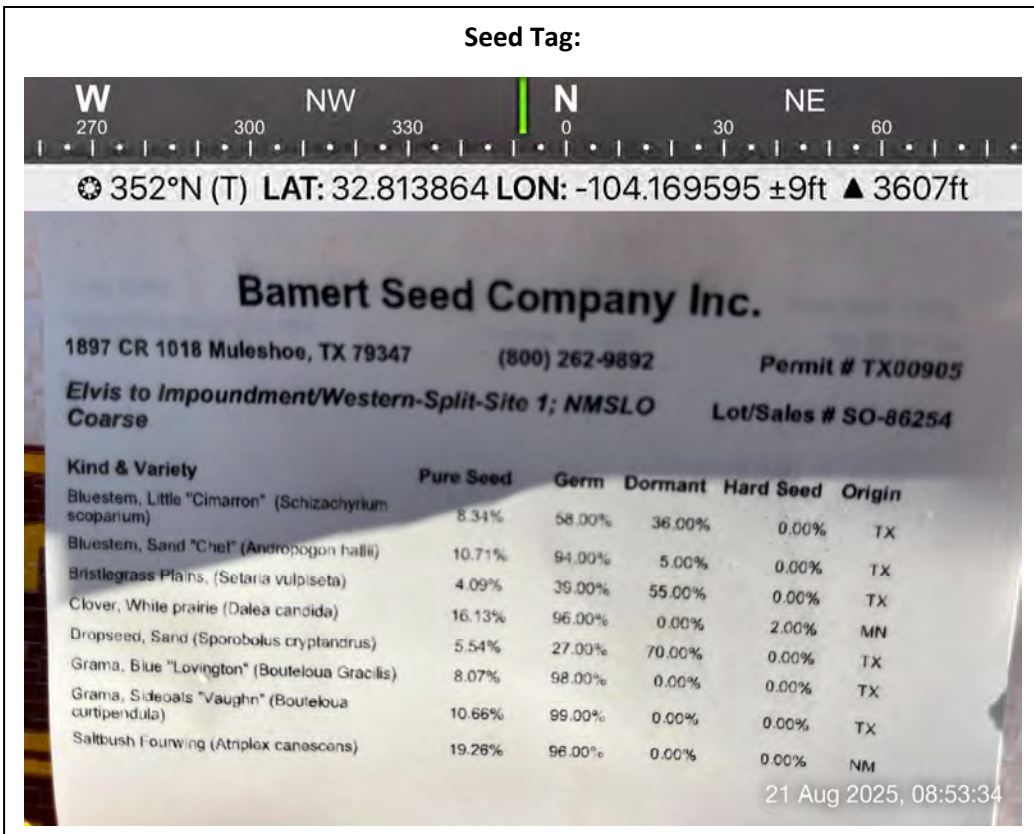 Seed Tag:
W NW N NE
270 300 330 0 30 60
352°N (T) LAT: 32.813864 LON: -104.169595 ±9ft ▲ 3607ft
Bamert Seed Company Inc.
1897 CR 1018 Muleshoe, TX 79347 (800) 262-9892 Permit # TX00905
Elvis to Impoundment/Western-Split-Site 1; NMSLO
Coarse Lot/Sales # SO-86254
Kind & Variety Pure Seed Germ Dormant Hard Seed Origin
Bluestem, Little "Cimarron" (Schizachyrium
scoparium) 8.34% 58.00% 36.00% 0.00% TX
Bluestem, Sand "Chet" (Andropogon hallii) 10.71% 94.00% 5.00% 0.00% TX
Bristlegrass Plains, (Setaria vulpiseta) 4.09% 39.00% 55.00% 0.00% TX
Clover, White prairie (Dalea candida) 16.13% 96.00% 0.00% 2.00% MN
Dropseed, Sand (Sporobolus cryptandrus) 5.54% 27.00% 70.00% 0.00% TX
Grama, Blue "Lovington" (Bouteloua Gracilis) 8.07% 98.00% 0.00% 0.00% TX
Grama, Sideoats "Vaughn" (Bouteloua
curtipendula) 10.66% 99.00% 0.00% 0.00% TX
Saltbush Fourwing (Atriplex canescens) 19.26% 96.00% 0.00% 0.00% NM
21 Aug 2025, 08:53:34